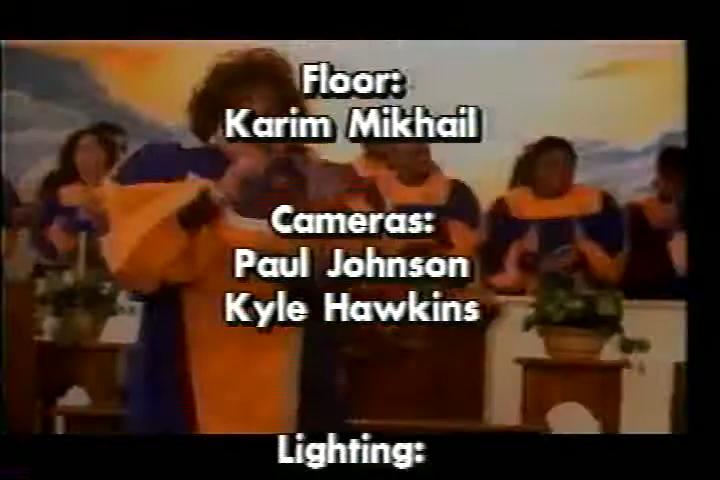 Floor:
Karim Mikhail
Cameras:
Paul Johnson
Kyle Hawkins
Lighting: